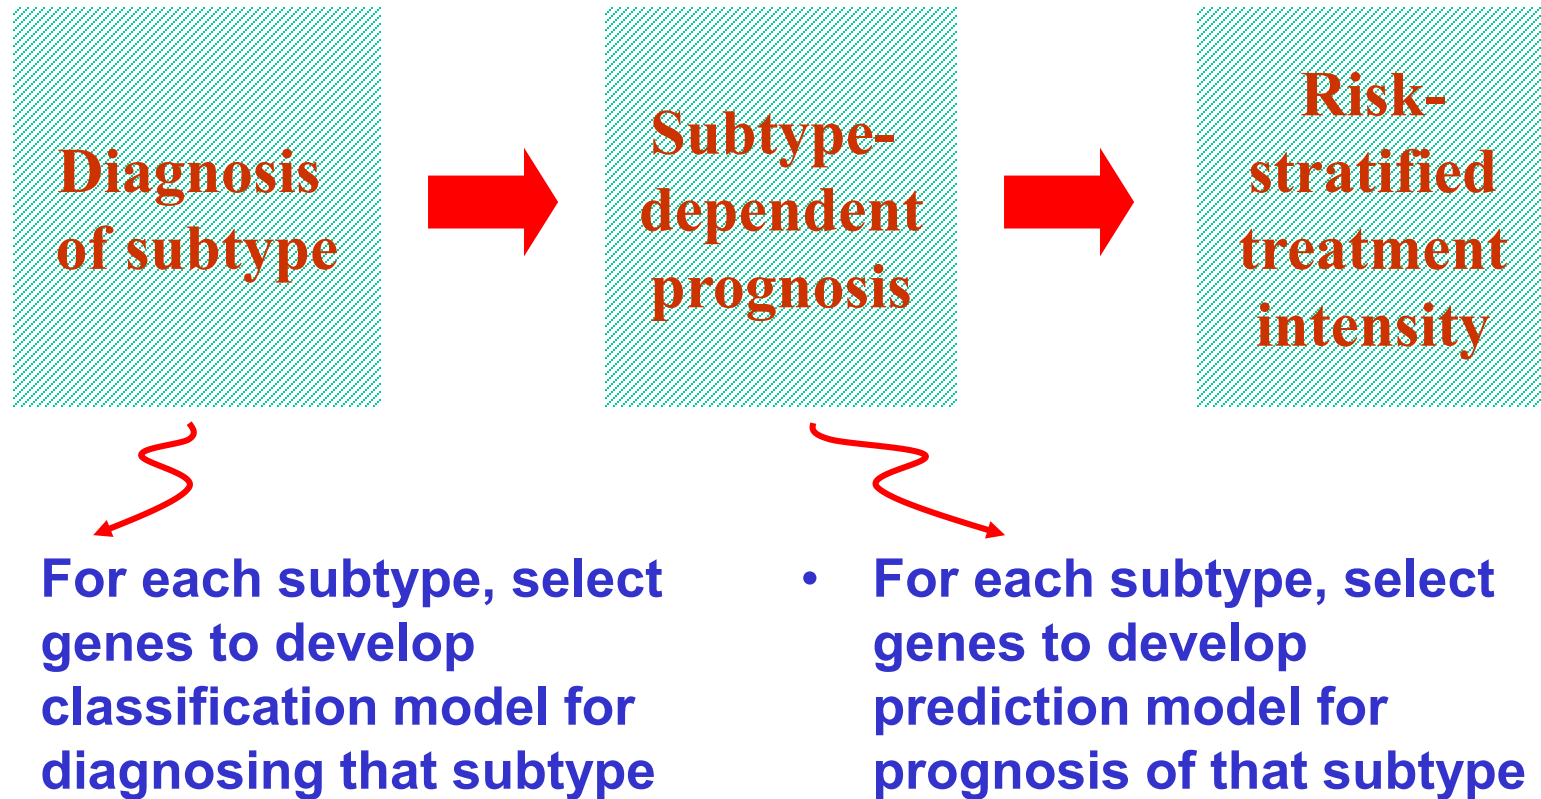 Diagnosis
of subtype
Subtype-
dependent
prognosis
Risk-
stratified
treatment
intensity
For each subtype, select
genes to develop
classification model for
diagnosing that subtype
• For each subtype, select
genes to develop
prediction model for
prognosis of that subtype